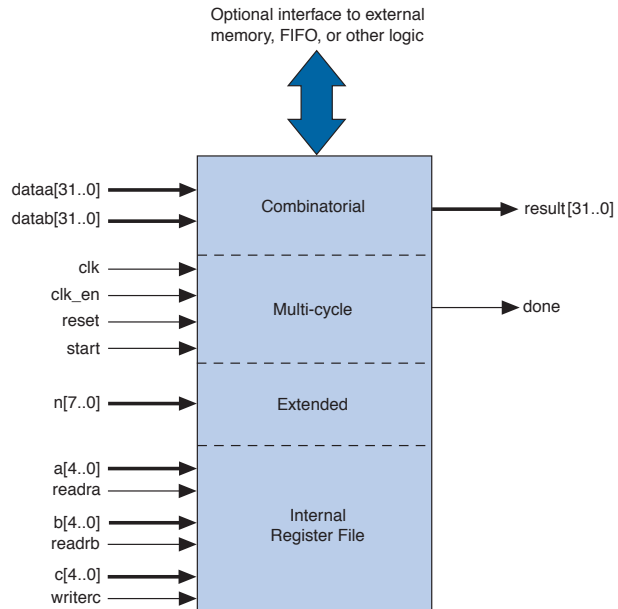 Optional interface to external
memory, FIFO, or other logic
dataa[31..0]
datab[31..0]
Combinatorial
result[31..0]
clk
clk_en
reset
start
Multi-cycle
done
n[7..0]
Extended
a[4..0]
readra
b[4..0]
readrb
c[4..0]
writerc
Internal
Register File